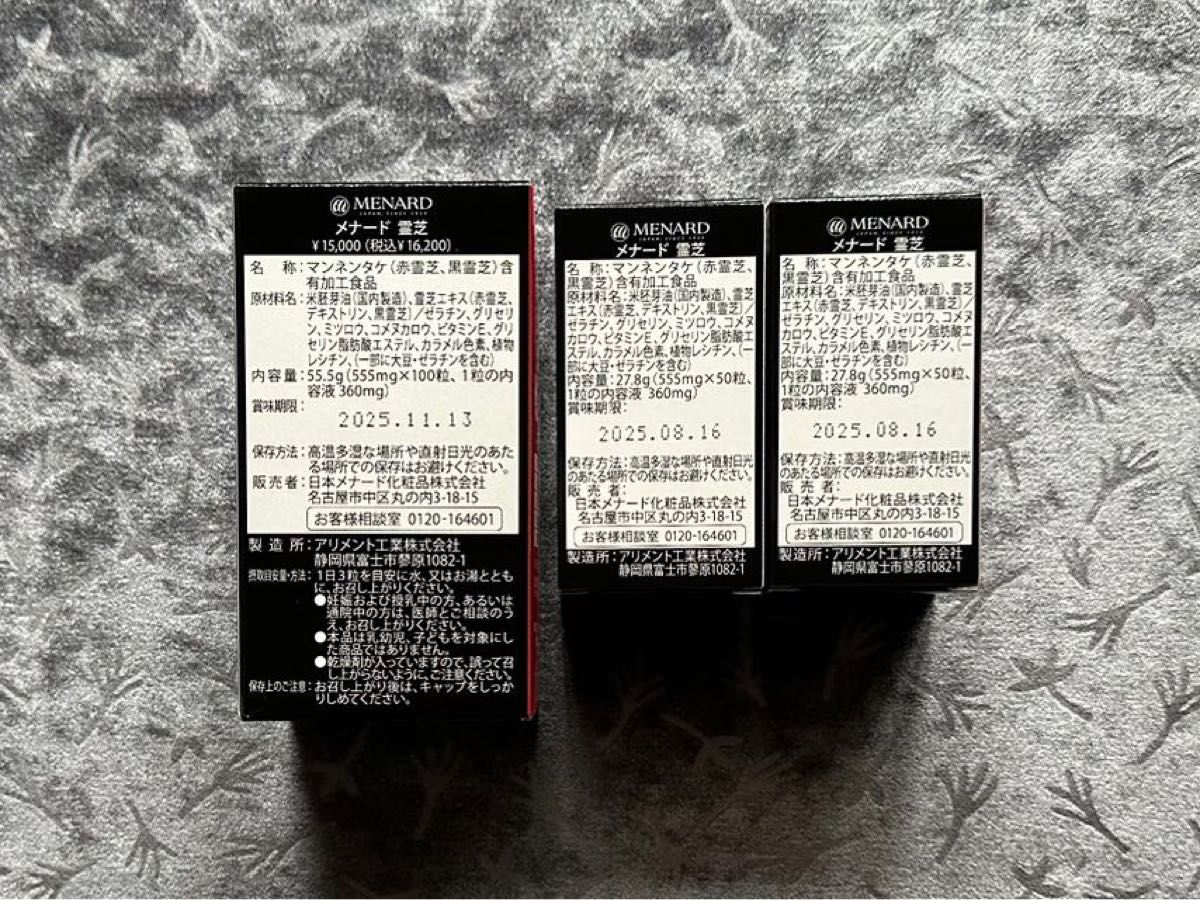 MENARD
JAPAN, SINCE 1959
メナード 霊芝
¥15,000(税込¥16,200)
名　称:マンネンタケ(赤霊芝、黒霊芝)含
有加工食品
原材料名:米胚芽油(国内製造)、霊芝エキス(赤霊芝、
デキストリン、黒霊芝)/ゼラチン、グリセリ
ン、ミツロウ、コメヌカロウ、ビタミンE、グリ
セリン脂肪酸エステル、カラメル色素、植物
レシチン、(一部に大豆・ゼラチンを含む)
内容量:55.5g(555mg×100粒、1粒の内
容液 360mg)
賞味期限:
2025.11.13
保存方法:高温多湿な場所や直射日光のあた
る場所での保存はお避けください。
販売者:日本メナード化粧品株式会社
名古屋市中区丸の内3-18-15
お客様相談室 0120-164601
製造所:アリメント工業株式会社
静岡県富士市蓼原1082-1
摂取目安量・方法:1日3粒を目安に水、又はお湯ととも
に、お召し上がりください。
●妊娠および授乳中の方、あるいは
通院中の方は、医師とご相談のう
え、お召し上がりください。
●本品は乳幼児、子どもを対象にし
た商品ではありません。
●乾燥剤が入っていますので、誤って召
し上がらないように、ご注意ください。
保存上のご注意:お召し上がり後は、キャップをしっか
りしめてください。
MENARD
JAPAN, SINCE 1959
メナード 霊芝
名　称:マンネンタケ(赤霊芝、
黒霊芝)含有加工食品
原材料名:米胚芽油(国内製造)、霊芝
エキス(赤霊芝、デキストリン、黒霊芝)/
ゼラチン、グリセリン、ミツロウ、コメヌ
カロウ、ビタミンE、グリセリン脂肪酸エス
テル、カラメル色素、植物レシチン、(一
部に大豆・ゼラチンを含む)
内容量:27.8g(555mg×50粒、
1粒の内容液 360mg)
賞味期限:
2025.08.16
保存方法:高温多湿な場所や直射日光
のあたる場所での保存はお避けください。
販売者:
日本メナード化粧品株式会社
名古屋市中区丸の内3-18-15
お客様相談室 0120-164601
製造所:アリメント工業株式会社
静岡県富士市蓼原1082-1
MENARD
JAPAN, SINCE 1959
メナード 霊芝
名　称:マンネンタケ(赤霊芝、
黒霊芝)含有加工食品
原材料名:米胚芽油(国内製造)、霊芝
エキス(赤霊芝、デキストリン、黒霊芝)/
ゼラチン、グリセリン、ミツロウ、コメヌ
カロウ、ビタミンE、グリセリン脂肪酸エス
テル、カラメル色素、植物レシチン、(一
部に大豆・ゼラチンを含む)
内容量:27.8g(555mg×50粒、
1粒の内容液 360mg)
賞味期限:
2025.08.16
保存方法:高温多湿な場所や直射日光
のあたる場所での保存はお避けください。
販売者:
日本メナード化粧品株式会社
名古屋市中区丸の内3-18-15
お客様相談室 0120-164601
製造所:アリメント工業株式会社
静岡県富士市蓼原1082-1